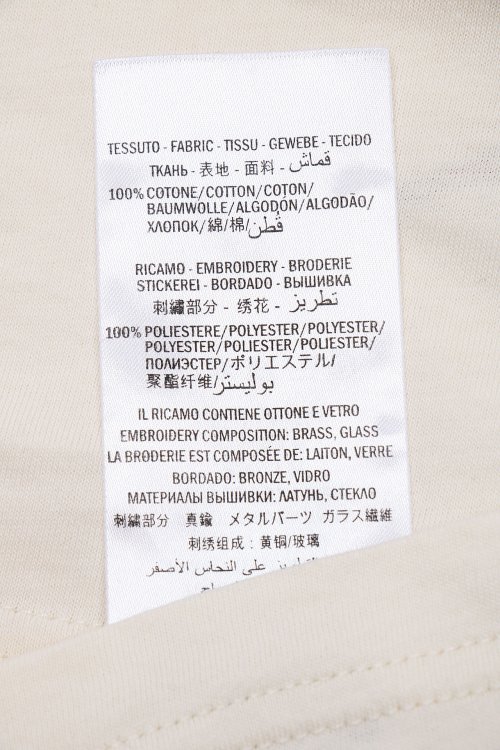 TESSUTO - FABRIC - TISSU - GEWEBE - TECIDO
ТКАНЬ - 表地 - 面料 - قماش
100% COTONE/COTTON/COTON/
BAUMWOLLE/ALGODÓN/ALGODÃO/
ХЛОПОК/綿/棉/قُطن
RICAMO - EMBROIDERY - BRODERIE
STICKEREI - BORDADO - ВЫШИВКА
刺繍部分 - 绣花 - تطريز
100% POLIESTERE/POLYESTER/POLYESTER/
POLYESTER/POLIÉSTER/POLIESTER/
ПОЛИЭСТЕР/ポリエステル/
聚酯纤维/بوليستر
IL RICAMO CONTIENE OTTONE E VETRO
EMBROIDERY COMPOSITION: BRASS, GLASS
LA BRODERIE EST COMPOSÉE DE: LAITON, VERRE
BORDADO: BRONZE, VIDRO
МАТЕРИАЛЫ ВЫШИВКИ: ЛАТУНЬ, СТЕКЛО
刺繍部分 真鍮 メタルパーツ ガラス繊維
刺绣组成: 黄铜/玻璃
التطريز على النحاس الأصفر